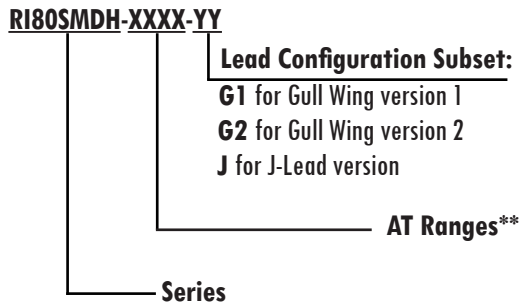 RI80SMDH-XXXX-YY
Lead Configuration Subset:
G1 for Gull Wing version 1
G2 for Gull Wing version 2
J for J-Lead version
AT Ranges**
Series